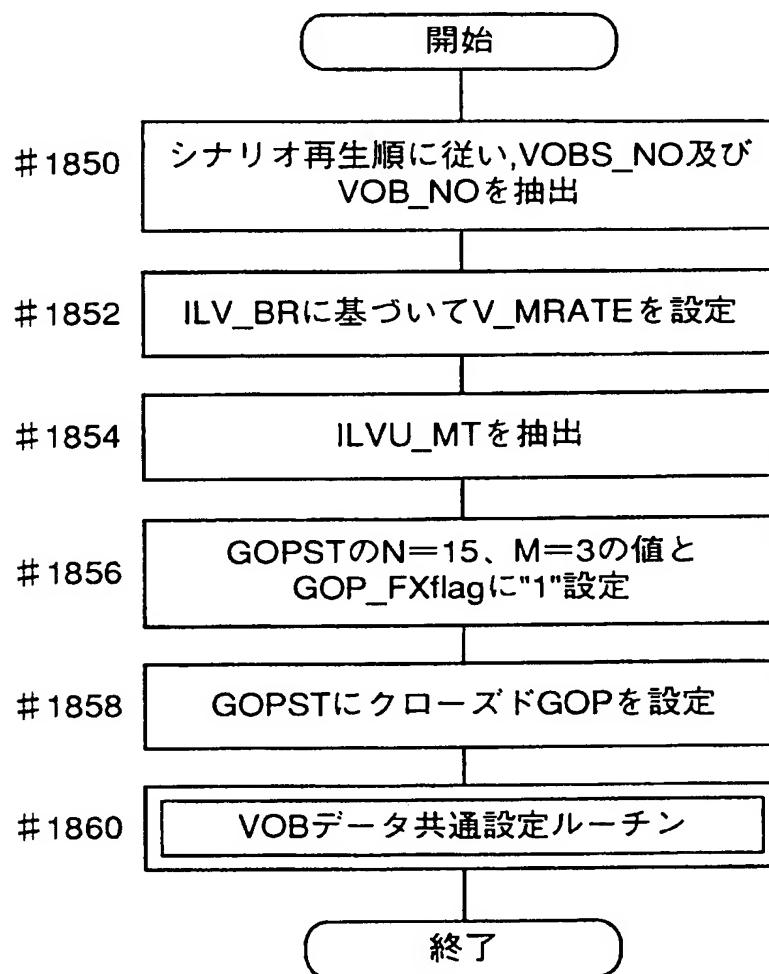 開始
#1850
シナリオ再生順に従い,VOBS_NO及び
VOB_NOを抽出
#1852
ILV_BRに基づいてV_MRATEを設定
#1854
ILVU_MTを抽出
#1856
GOPSTのN=15、M=3の値と
GOP_FXflagに"1"設定
#1858
GOPSTにクローズドGOPを設定
#1860
VOBデータ共通設定ルーチン
終了